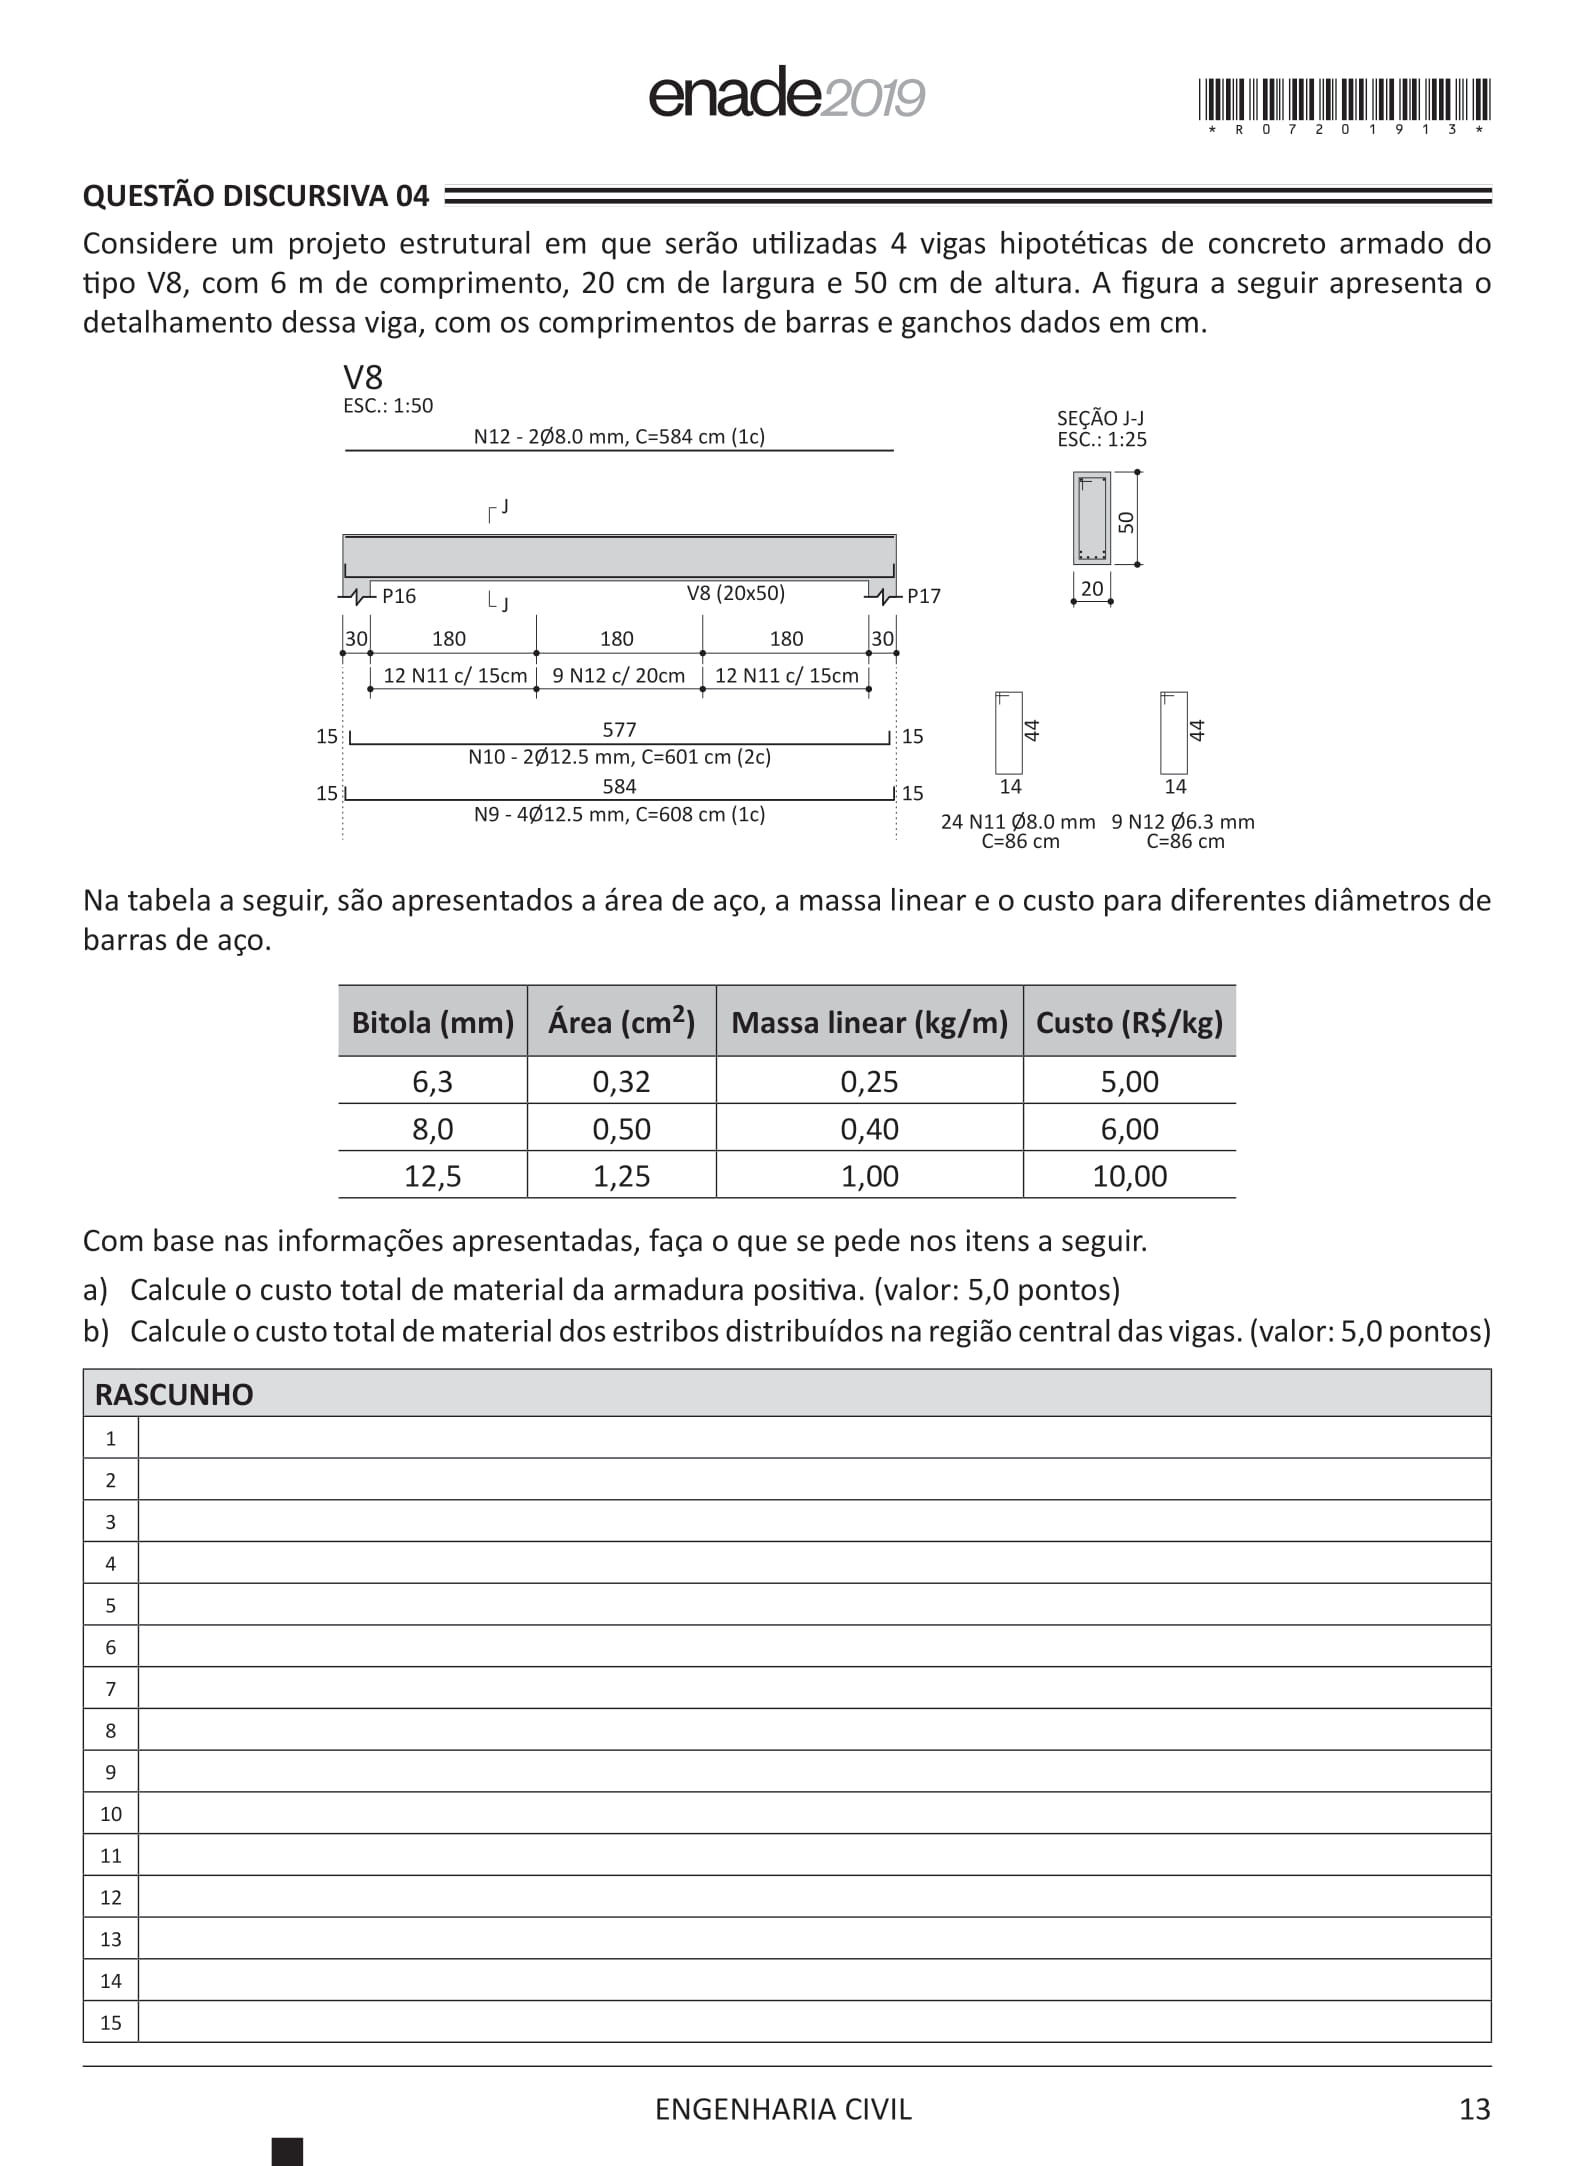 enade2019
* R 0 7 2 0 1 9 1 3 *
QUESTÃO DISCURSIVA 04
Considere um projeto estrutural em que serão utilizadas 4 vigas hipotéticas de concreto armado do
tipo V8, com 6 m de comprimento, 20 cm de largura e 50 cm de altura. A figura a seguir apresenta o
detalhamento dessa viga, com os comprimentos de barras e ganchos dados em cm.
V8
ESC.: 1:50
N12 - 2Ø8.0 mm, C=584 cm (1c)
SEÇÃO J-J
ESC.: 1:25
J
50
20
P16
J
V8 (20x50)
P17
30 180 180 180 30
12 N11 c/ 15cm 9 N12 c/ 20cm 12 N11 c/ 15cm
15 577 15
N10 - 2Ø12.5 mm, C=601 cm (2c)
15 584 15
N9 - 4Ø12.5 mm, C=608 cm (1c)
44 44
14 14
24 N11 Ø8.0 mm 9 N12 Ø6.3 mm
C=86 cm C=86 cm
Na tabela a seguir, são apresentados a área de aço, a massa linear e o custo para diferentes diâmetros de
barras de aço.
Bitola (mm) Área (cm²) Massa linear (kg/m) Custo (R$/kg)
6,3 0,32 0,25 5,00
8,0 0,50 0,40 6,00
12,5 1,25 1,00 10,00
Com base nas informações apresentadas, faça o que se pede nos itens a seguir.
a) Calcule o custo total de material da armadura positiva. (valor: 5,0 pontos)
b) Calcule o custo total de material dos estribos distribuídos na região central das vigas. (valor: 5,0 pontos)
RASCUNHO
1
2
3
4
5
6
7
8
9
10
11
12
13
14
15
ENGENHARIA CIVIL
13